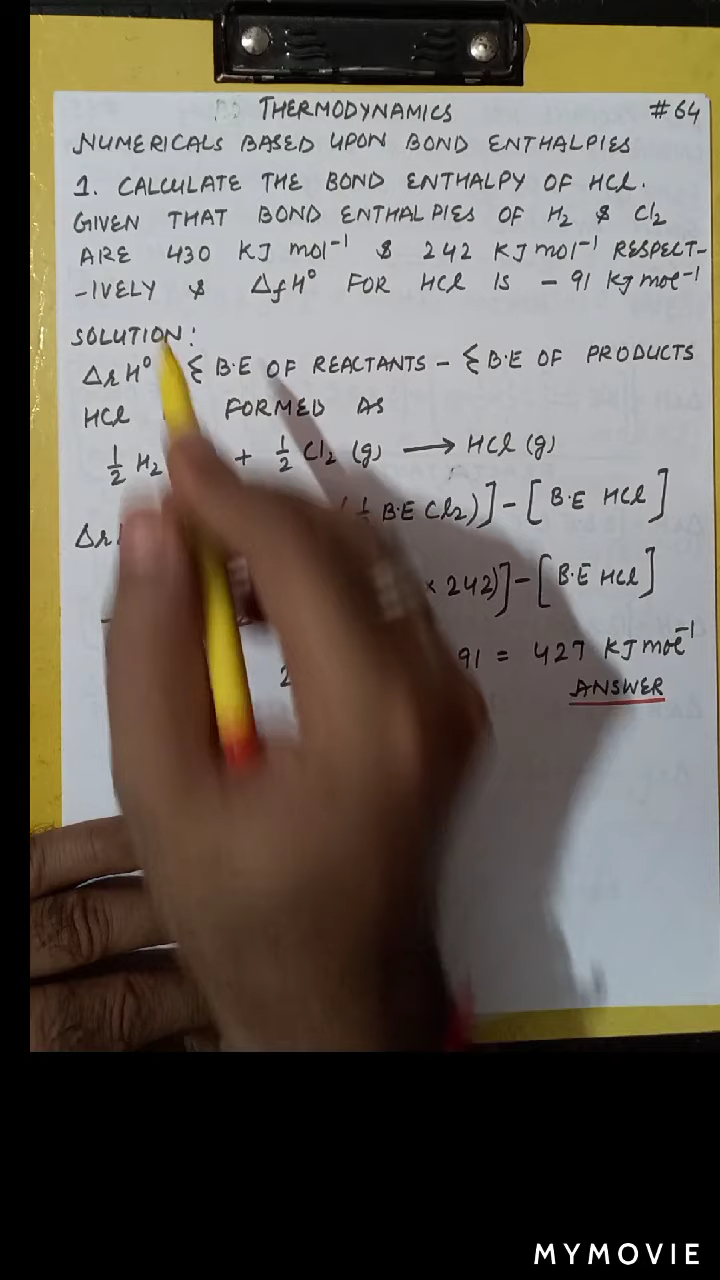 THERMODYNAMICS #64
NUMERICALS BASED UPON BOND ENTHALPIES
1. CALCULATE THE BOND ENTHALPY OF HCl.
GIVEN THAT BOND ENTHALPIES OF H₂ & Cl₂
ARE 430 KJ mol⁻¹ & 242 KJ mol⁻¹ RESPECT-
-IVELY & ΔfH° FOR HCl IS - 91 KJ mol⁻¹
SOLUTION:
ΔrH° Σ B.E OF REACTANTS - Σ B.E OF PRODUCTS
HCl FORMED AS
½ H₂ + ½ Cl₂ (g) → HCl (g)
Δr ½ B.E Cl₂)] - [B.E HCl]
× 242)] - [B.E HCl]
2 91 = 427 KJ mol⁻¹
ANSWER
MYMOVIE